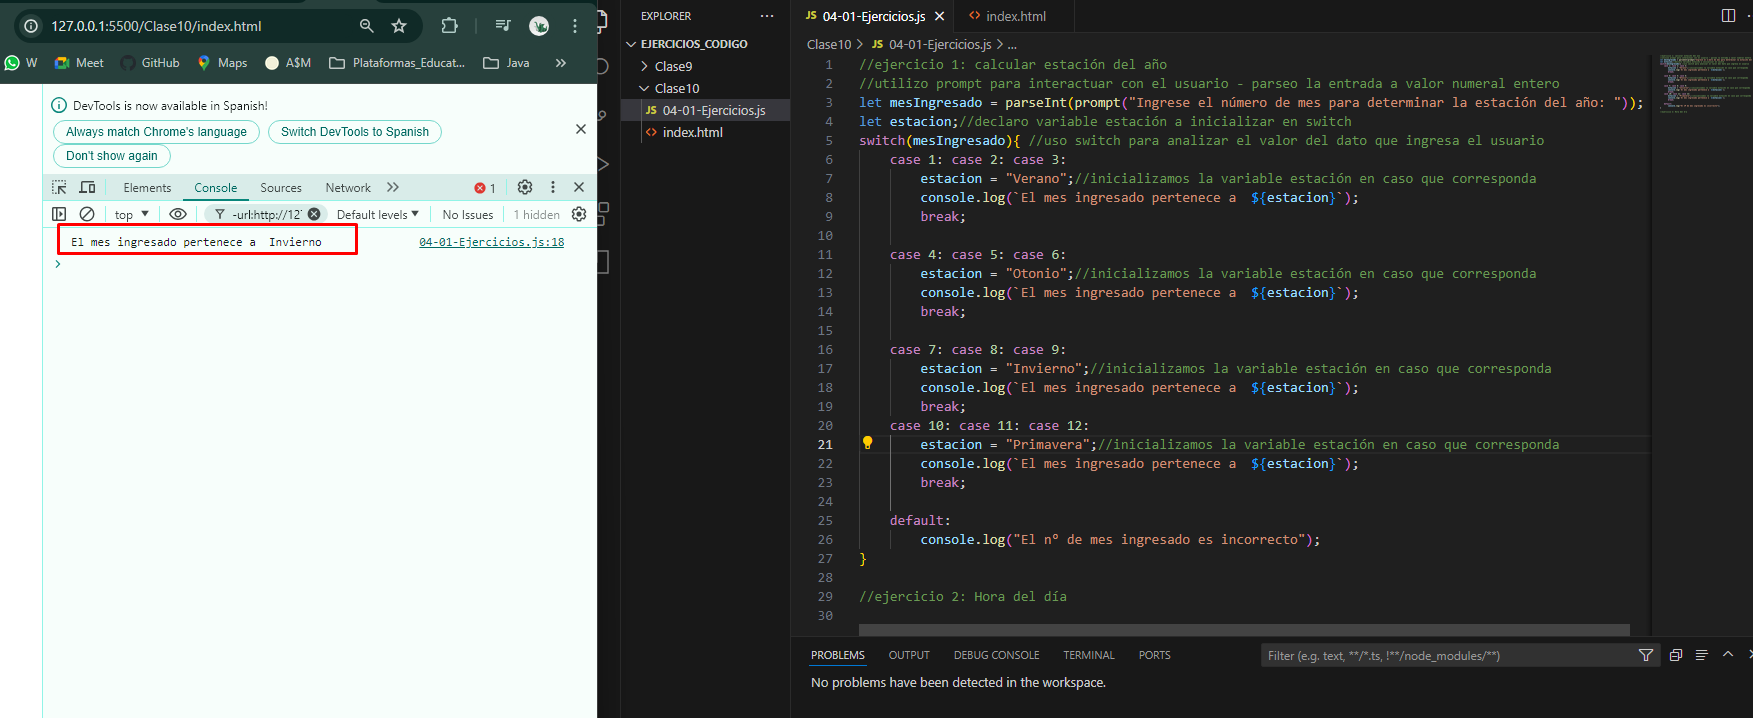 127.0.0.1:5500/Clase10/index.html
W
Meet
GitHub
Maps
A$M
Plataformas_Educat...
Java
DevTools is now available in Spanish!
Always match Chrome's language
Switch DevTools to Spanish
Don't show again
Elements
Console
Sources
Network
1
top
-url:http://12
Default levels
No Issues
1 hidden
El mes ingresado pertenece a  Invierno
04-01-Ejercicios.js:18
EXPLORER
EJERCICIOS_CODIGO
Clase9
Clase10
JS 04-01-Ejercicios.js
index.html
JS 04-01-Ejercicios.js
index.html
Clase10 > JS 04-01-Ejercicios.js > ...
1 //ejercicio 1: calcular estación del año
2 //utilizo prompt para interactuar con el usuario - parseo la entrada a valor numeral entero
3 let mesIngresado = parseInt(prompt("Ingrese el número de mes para determinar la estación del año: "));
4 let estacion;//declaro variable estación a inicializar en switch
5 switch(mesIngresado){ //uso switch para analizar el valor del dato que ingresa el usuario
6     case 1: case 2: case 3:
7         estacion = "Verano";//inicializamos la variable estación en caso que corresponda
8         console.log(`El mes ingresado pertenece a  ${estacion}`);
9         break;
10
11     case 4: case 5: case 6:
12         estacion = "Otonio";//inicializamos la variable estación en caso que corresponda
13         console.log(`El mes ingresado pertenece a  ${estacion}`);
14         break;
15
16     case 7: case 8: case 9:
17         estacion = "Invierno";//inicializamos la variable estación en caso que corresponda
18         console.log(`El mes ingresado pertenece a  ${estacion}`);
19         break;
20     case 10: case 11: case 12:
21         estacion = "Primavera";//inicializamos la variable estación en caso que corresponda
22         console.log(`El mes ingresado pertenece a  ${estacion}`);
23         break;
24
25     default:
26         console.log("El nº de mes ingresado es incorrecto");
27 }
28
29 //ejercicio 2: Hora del día
30
PROBLEMS
OUTPUT
DEBUG CONSOLE
TERMINAL
PORTS
Filter (e.g. text, **/*.ts, !**/node_modules/**)
No problems have been detected in the workspace.